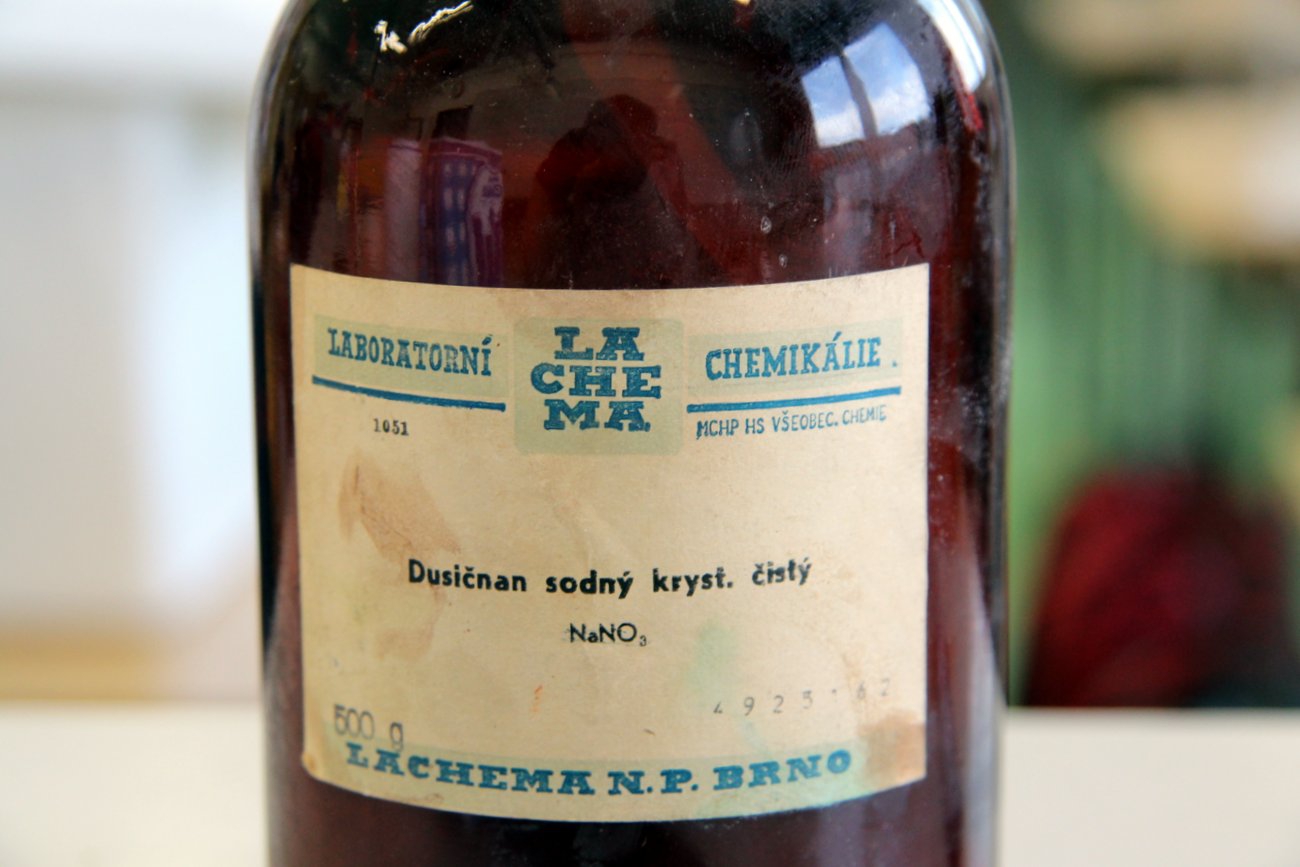 LABORATORNÍ
LA
CHE
MA
CHEMIKÁLIE
1051
MCHP HS VŠEOBEC. CHEMIE
Dusičnan sodný kryst. čistý
NaNO₃
500 g
LACHEMA N.P. BRNO